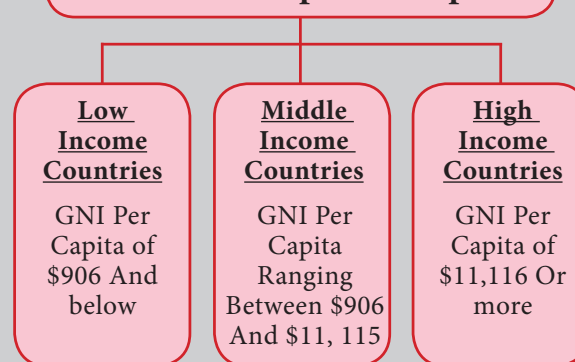 Low
Income
Countries
GNI Per
Capita of
$906 And
below
Middle
Income
Countries
GNI Per
Capita
Ranging
Between $906
And $11, 115
High
Income
Countries
GNI Per
Capita of
$11,116 Or
more